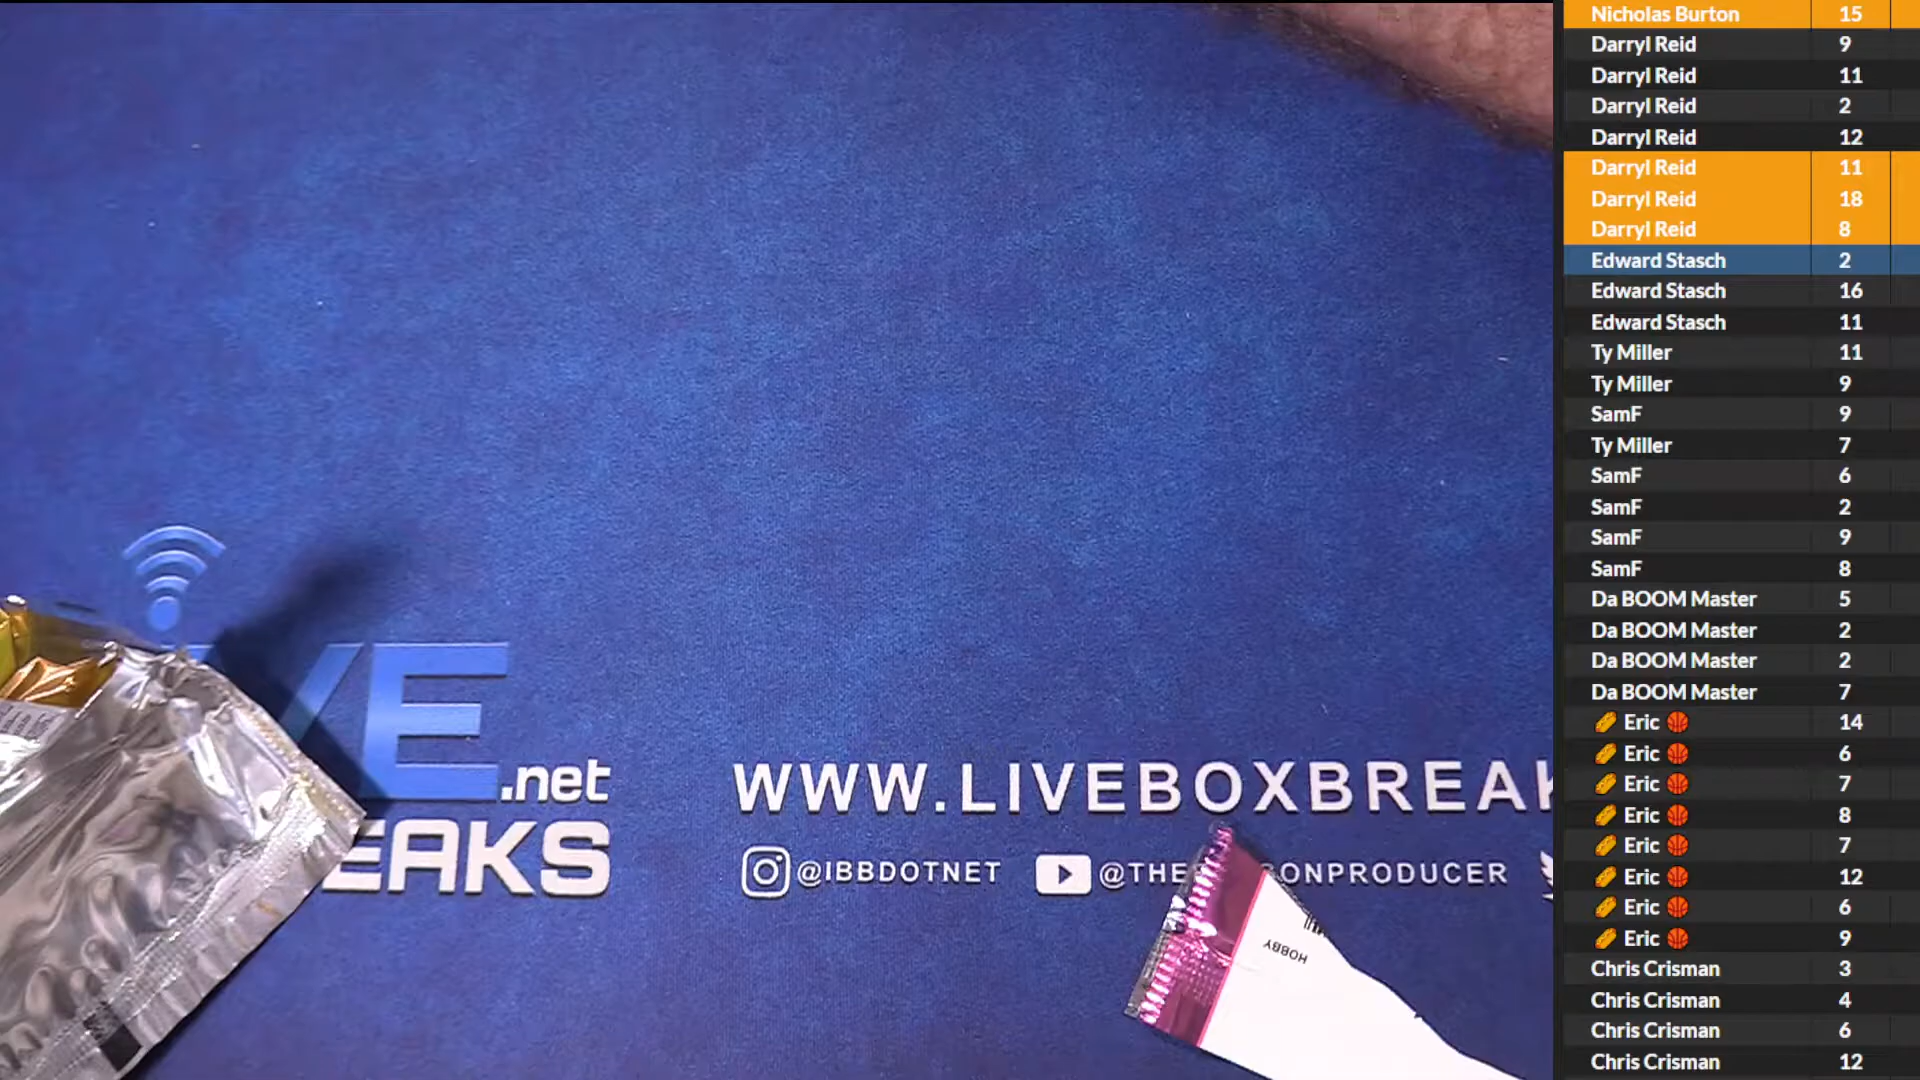 VE.net
EAKS
WWW.LIVEBOXBREAK
@IBBDOTNET
@THE
ONPRODUCER
HOBBY
Nicholas Burton 15
Darryl Reid 9
Darryl Reid 11
Darryl Reid 2
Darryl Reid 12
Darryl Reid 11
Darryl Reid 18
Darryl Reid 8
Edward Stasch 2
Edward Stasch 16
Edward Stasch 11
Ty Miller 11
Ty Miller 9
SamF 9
Ty Miller 7
SamF 6
SamF 2
SamF 9
SamF 8
Da BOOM Master 5
Da BOOM Master 2
Da BOOM Master 2
Da BOOM Master 7
🌭 Eric 🏀 14
🌭 Eric 🏀 6
🌭 Eric 🏀 7
🌭 Eric 🏀 8
🌭 Eric 🏀 7
🌭 Eric 🏀 12
🌭 Eric 🏀 6
🌭 Eric 🏀 9
Chris Crisman 3
Chris Crisman 4
Chris Crisman 6
Chris Crisman 12